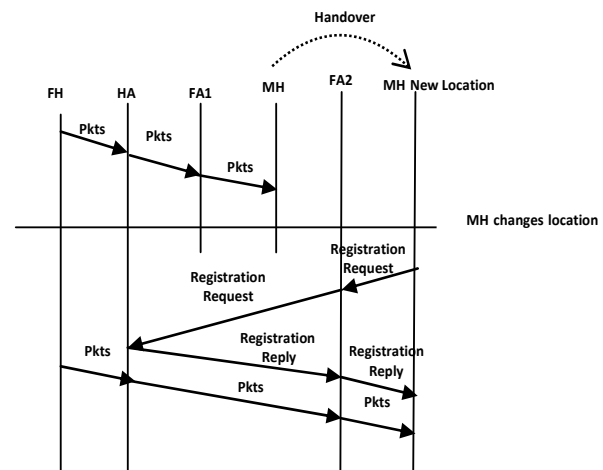 Handover
FH
HA
FA1
MH
FA2
MH New Location
Pkts
Pkts
Pkts
MH changes location
Registration
Request
Registration
Request
Registration
Reply
Registration
Reply
Pkts
Pkts
Pkts